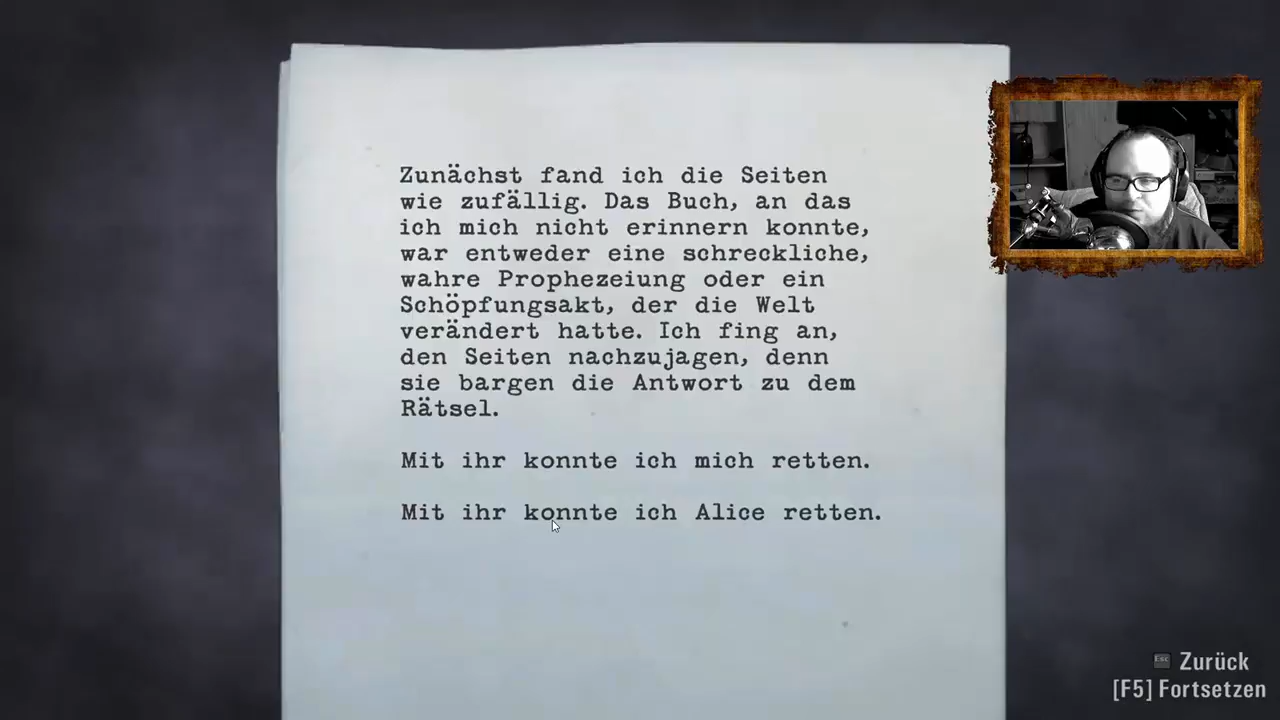 Zunächst fand ich die Seiten
wie zufällig. Das Buch, an das
ich mich nicht erinnern konnte,
war entweder eine schreckliche,
wahre Prophezeiung oder ein
Schöpfungsakt, der die Welt
verändert hatte. Ich fing an,
den Seiten nachzujagen, denn
sie bargen die Antwort zu dem
Rätsel.
Mit ihr konnte ich mich retten.
Mit ihr konnte ich Alice retten.
Esc Zurück
[F5] Fortsetzen